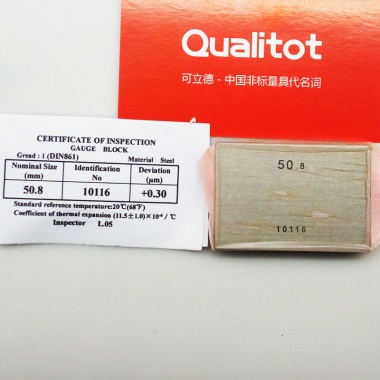 Qualitot
可立德 - 中国非标量具代名词
CERTIFICATE OF INSPECTION
GAUGE BLOCK
Gread : 1 (DIN861) Material Steel
Nominal Size (mm) Identification No Deviation (μm)
50.8 10116 +0.30
Standard reference temperature:20℃(68℉)
Coefficient of thermal expansion (11.5±1.0)×10⁻⁶ / ℃
Inspector L.05
50.8
10116